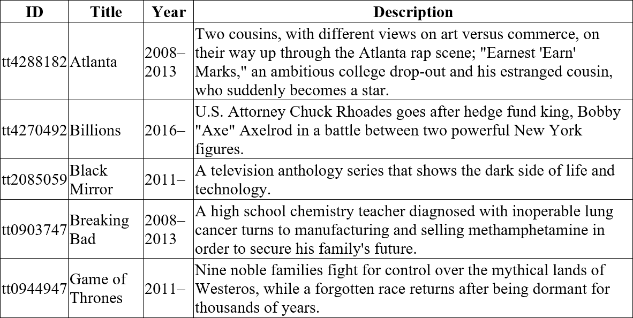 ID Title Year Description
tt4288182 Atlanta 2008–2013 Two cousins, with different views on art versus commerce, on
their way up through the Atlanta rap scene; "Earnest 'Earn'
Marks," an ambitious college drop-out and his estranged cousin,
who suddenly becomes a star.
tt4270492 Billions 2016– U.S. Attorney Chuck Rhoades goes after hedge fund king, Bobby
"Axe" Axelrod in a battle between two powerful New York
figures.
tt2085059 Black Mirror 2011– A television anthology series that shows the dark side of life and
technology.
tt0903747 Breaking Bad 2008–2013 A high school chemistry teacher diagnosed with inoperable lung
cancer turns to manufacturing and selling methamphetamine in
order to secure his family's future.
tt0944947 Game of Thrones 2011– Nine noble families fight for control over the mythical lands of
Westeros, while a forgotten race returns after being dormant for
thousands of years.